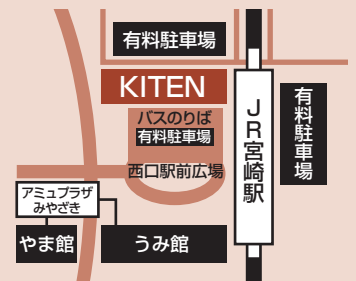 有料駐車場
KITEN
バスのりば
有料駐車場
西口駅前広場
JR宮崎駅
有料駐車場
アミュプラザ
みやざき
やま館
うみ館